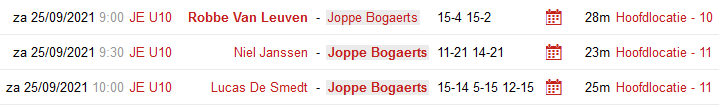 za 25/09/2021 9:00 JE U10 Robbe Van Leuven - Joppe Bogaerts 15-4 15-2 28m Hoofdlocatie - 10
za 25/09/2021 9:30 JE U10 Niel Janssen - Joppe Bogaerts 11-21 14-21 23m Hoofdlocatie - 11
za 25/09/2021 10:00 JE U10 Lucas De Smedt - Joppe Bogaerts 15-14 5-15 12-15 25m Hoofdlocatie - 11